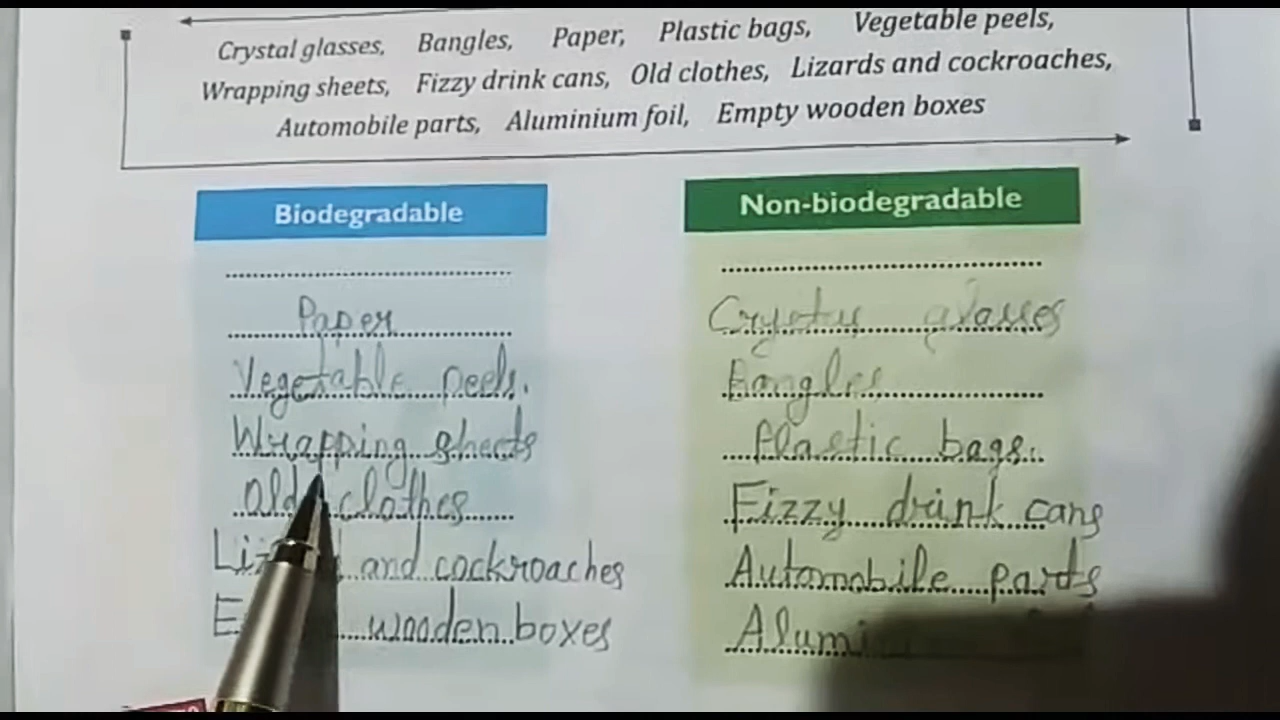 Crystal glasses, Bangles, Paper, Plastic bags, Vegetable peels,
Wrapping sheets, Fizzy drink cans, Old clothes, Lizards and cockroaches,
Automobile parts, Aluminium foil, Empty wooden boxes
Biodegradable
Paper
Vegetable peels.
Wrapping sheets
Old clothes
and cockroaches
wooden boxes
Non-biodegradable
glasses
Bangles
Plastic bags.
Fizzy drink cans
Automobile parts